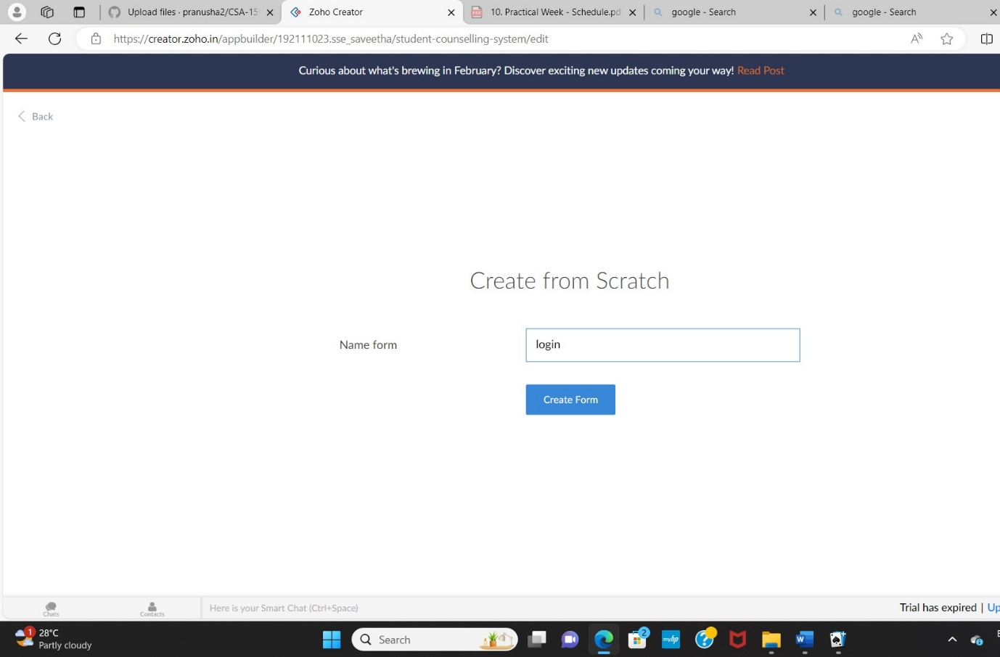 Upload files · pranusha2/CSA-15
Zoho Creator
10. Practical Week - Schedule.pd
google - Search
google - Search
https://creator.zoho.in/appbuilder/192111023.sse_saveetha/student-counselling-system/edit
Curious about what's brewing in February? Discover exciting new updates coming your way! Read Post
Back
Create from Scratch
Name form
login
Create Form
Chats
Contacts
Here is your Smart Chat (Ctrl+Space)
Trial has expired | Up
1
28°C
Partly cloudy
Search
2
myhp